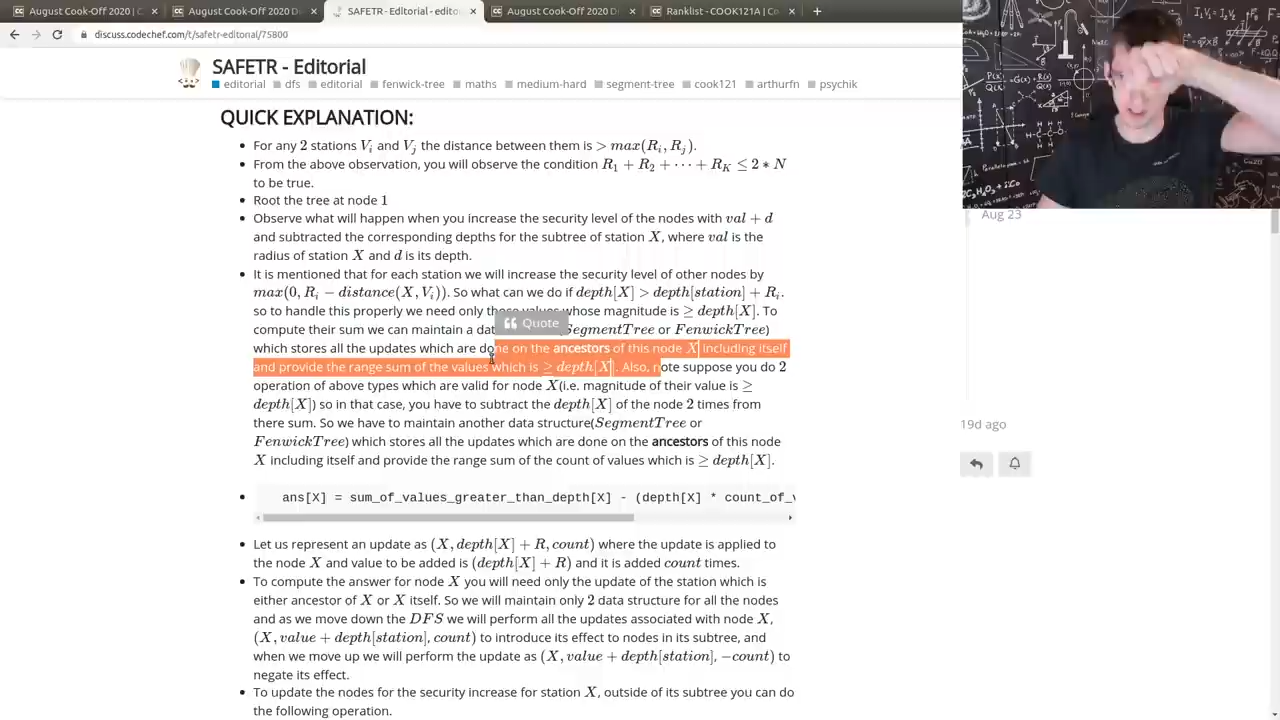 August Cook-Off 2020 |
August Cook-Off 2020 D
SAFETR - Editorial - editor
August Cook-Off 2020 D
Ranklist - COOK121A | Co
discuss.codechef.com/t/safetr-editorial/75800
SAFETR - Editorial
editorial dfs editorial fenwick-tree maths medium-hard segment-tree cook121 arthurfn psychik
QUICK EXPLANATION:
• For any 2 stations V_i and V_j the distance between them is > max(R_i, R_j).
• From the above observation, you will observe the condition R_1 + R_2 + ⋯ + R_K ≤ 2 * N
to be true.
• Root the tree at node 1
• Observe what will happen when you increase the security level of the nodes with val + d
and subtracted the corresponding depths for the subtree of station X, where val is the
radius of station X and d is its depth.
• It is mentioned that for each station we will increase the security level of other nodes by
max(0, R_i − distance(X, V_i)). So what can we do if depth[X] > depth[station] + R_i.
so to handle this properly we need only values whose magnitude is ≥ depth[X]. To
Quote
compute their sum we can maintain a SegmentTree or FenwickTree)
which stores all the updates which are done on the ancestors of this node X including itself
and provide the range sum of the values which is ≥ depth[X]. Also, note suppose you do 2
operation of above types which are valid for node X(i.e. magnitude of their value is ≥
depth[X]) so in that case, you have to subtract the depth[X] of the node 2 times from
there sum. So we have to maintain another data structure(SegmentTree or
FenwickTree) which stores all the updates which are done on the ancestors of this node
X including itself and provide the range sum of the count of values which is ≥ depth[X].
• ans[X] = sum_of_values_greater_than_depth[X] - (depth[X] * count_of_v
• Let us represent an update as (X, depth[X] + R, count) where the update is applied to
the node X and value to be added is (depth[X] + R) and it is added count times.
• To compute the answer for node X you will need only the update of the station which is
either ancestor of X or X itself. So we will maintain only 2 data structure for all the nodes
and as we move down the DFS we will perform all the updates associated with node X,
(X, value + depth[station], count) to introduce its effect to nodes in its subtree, and
when we move up we will perform the update as (X, value + depth[station], −count) to
negate its effect.
• To update the nodes for the security increase for station X, outside of its subtree you can do
the following operation.
Aug 23
19d ago